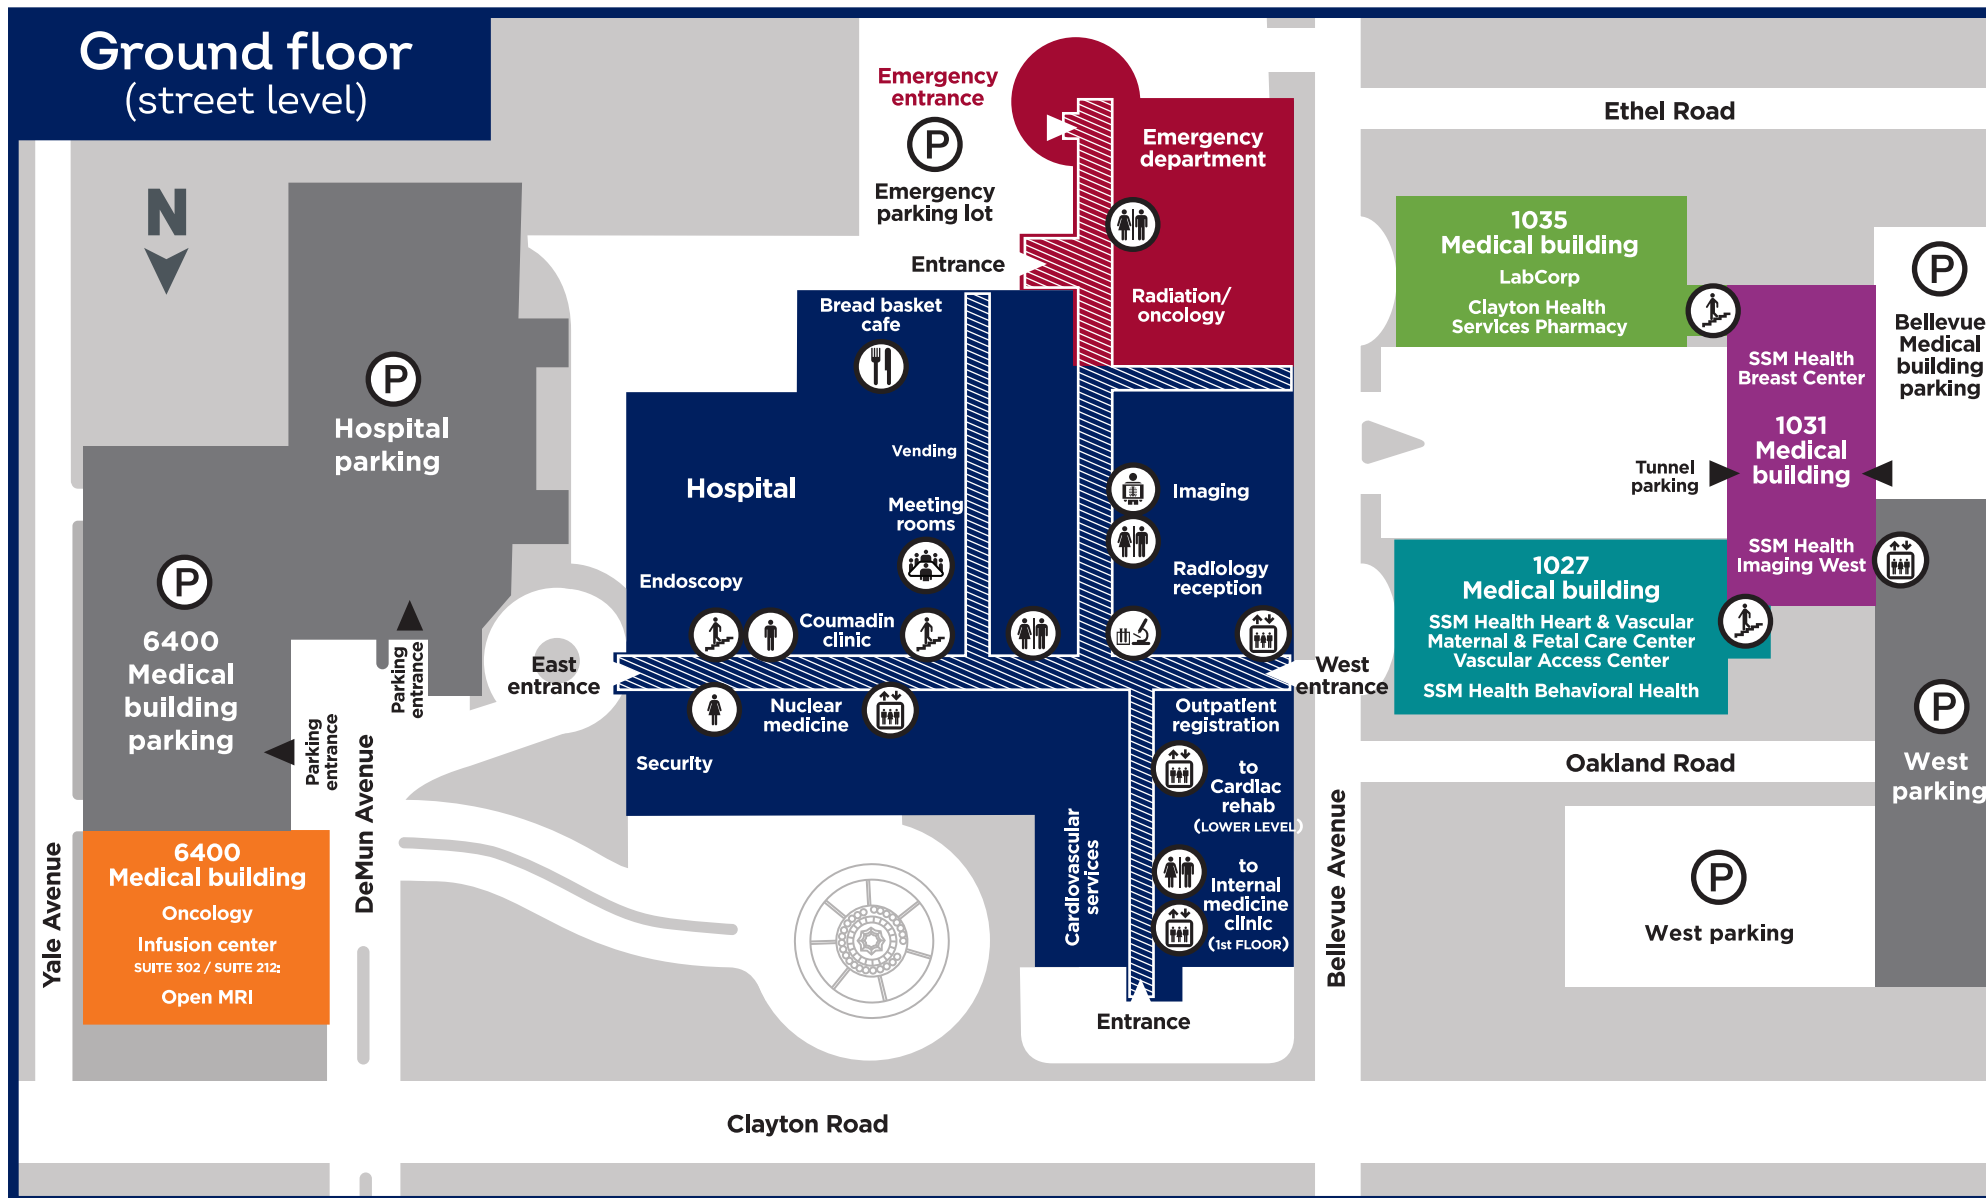 Ground floor
(street level)
N
Emergency
entrance
P
Emergency
parking lot
Entrance
Emergency
department
Radiation/
oncology
Ethel Road
1035
Medical building
LabCorp
Clayton Health
Services Pharmacy
P
Bellevue
Medical
building
parking
SSM Health
Breast Center
1031
Medical
building
Tunnel
parking
SSM Health
Imaging West
1027
Medical building
SSM Health Heart & Vascular
Maternal & Fetal Care Center
Vascular Access Center
SSM Health Behavioral Health
P
West
parking
Oakland Road
P
West parking
Bread basket
cafe
Vending
Hospital
Meeting
rooms
Endoscopy
Coumadin
clinic
Imaging
Radiology
reception
East
entrance
West
entrance
Nuclear
medicine
Security
Outpatient
registration
to
Cardiac
rehab
(LOWER LEVEL)
to
Internal
medicine
clinic
(1st FLOOR)
Cardiovascular
services
Entrance
P
Hospital
parking
P
6400
Medical
building
parking
Parking
entrance
Parking
entrance
6400
Medical building
Oncology
Infusion center
SUITE 302 / SUITE 212:
Open MRI
Yale Avenue
DeMun Avenue
Bellevue Avenue
Clayton Road